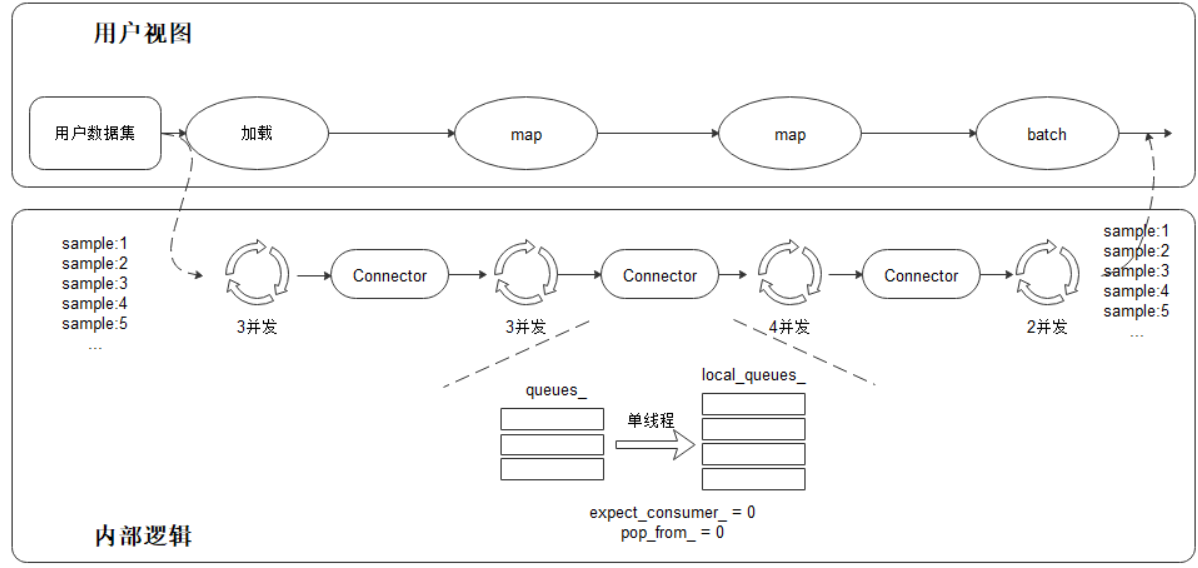 用户视图
用户数据集
加载
map
map
batch
sample:1
sample:2
sample:3
sample:4
sample:5
...
3并发
Connector
3并发
Connector
4并发
Connector
2并发
sample:1
sample:2
sample:3
sample:4
sample:5
...
queues_
单线程
local_queues_
expect_consumer_ = 0
pop_from_ = 0
内部逻辑